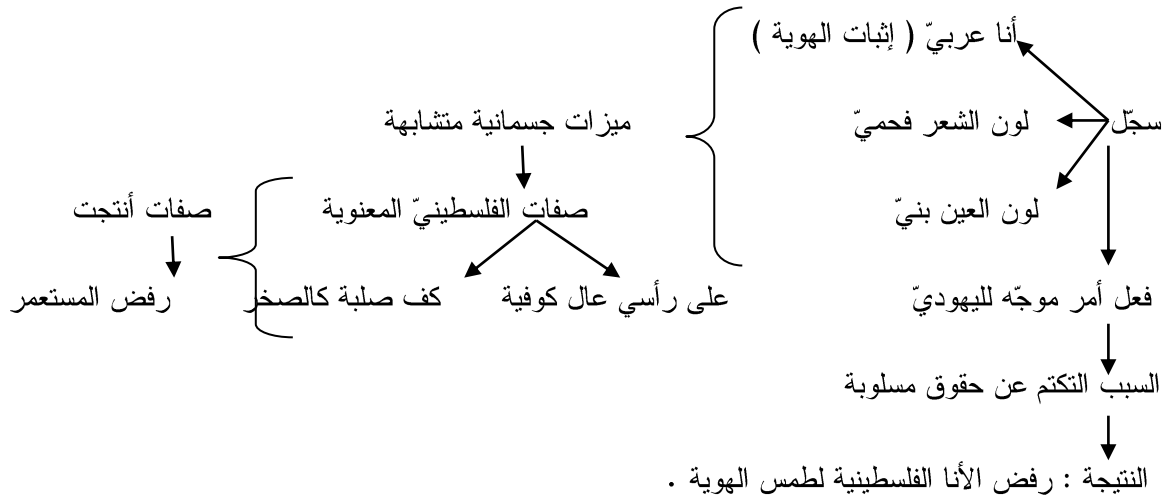 أنا عربيّ ( إثبات الهوية )
سجّل لون الشعر فحميّ ميزات جسمانية متشابهة
لون العين بنيّ صفات الفلسطينيّ المعنوية صفات أنتجت
فعل أمر موجّه لليهوديّ على رأسي عال كوفية كف صلبة كالصخر رفض المستعمر
السبب التكتم عن حقوق مسلوبة
النتيجة : رفض الأنا الفلسطينية لطمس الهوية .